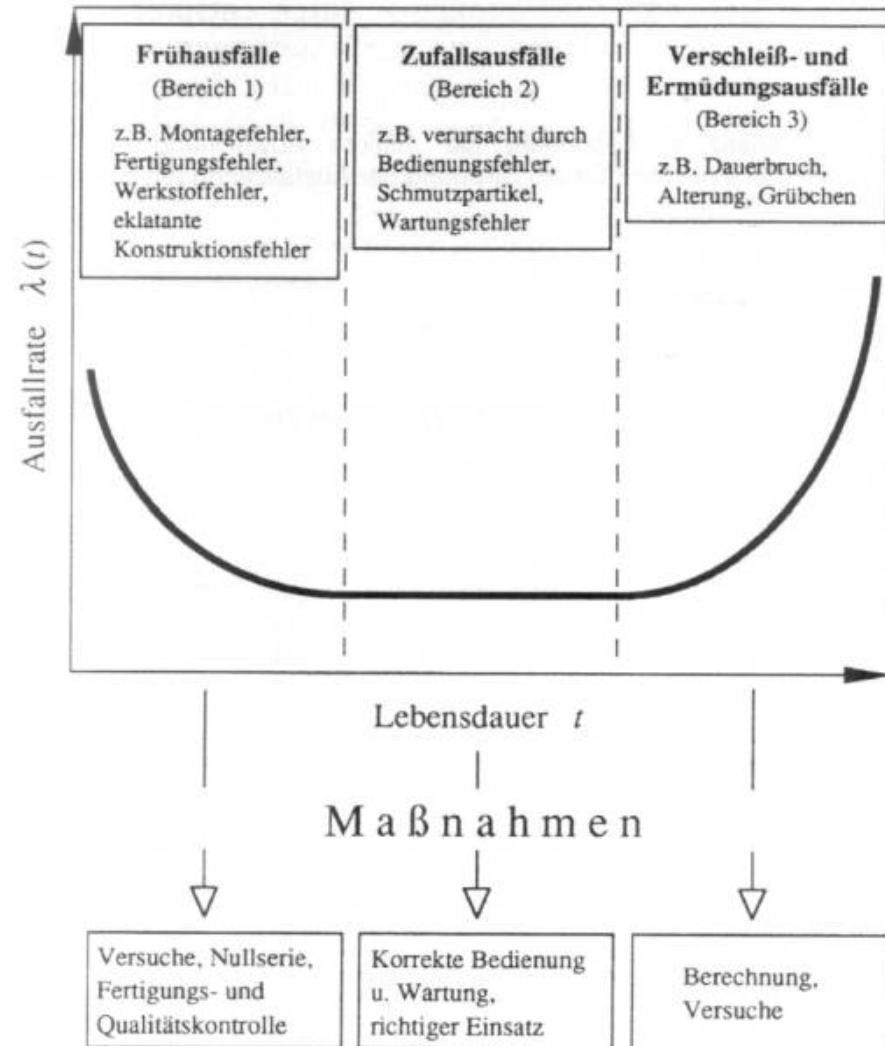 Frühausfälle
(Bereich 1)
z.B. Montagefehler,
Fertigungsfehler,
Werkstoffehler,
eklatante
Konstruktionsfehler
Zufallsausfälle
(Bereich 2)
z.B. verursacht durch
Bedienungsfehler,
Schmutzpartikel,
Wartungsfehler
Verschleiß- und
Ermüdungsausfälle
(Bereich 3)
z.B. Dauerbruch,
Alterung, Grübchen
Ausfallrate λ(t)
Lebensdauer t
Maßnahmen
Versuche, Nullserie,
Fertigungs- und
Qualitätskontrolle
Korrekte Bedienung
u. Wartung,
richtiger Einsatz
Berechnung,
Versuche